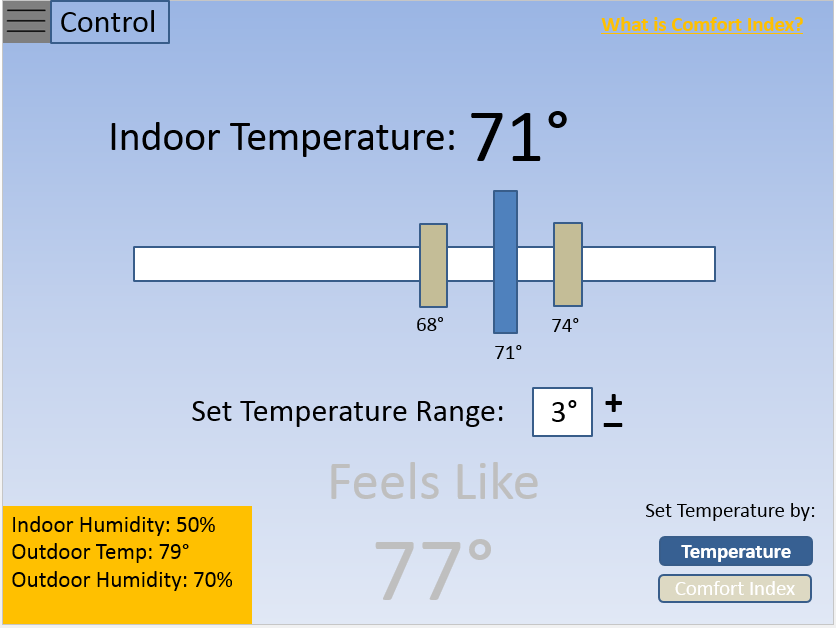 Control
What is Comfort Index?
Indoor Temperature: 71°
68°
74°
71°
Set Temperature Range: 3° ±
Feels Like
77°
Indoor Humidity: 50%
Outdoor Temp: 79°
Outdoor Humidity: 70%
Set Temperature by:
Temperature
Comfort Index